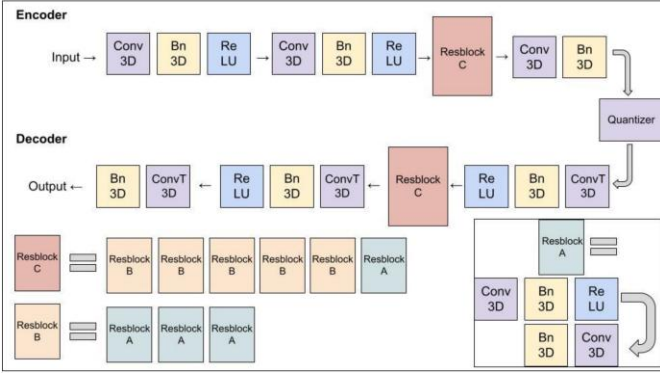 Encoder
Input → Conv 3D Bn 3D Re LU → Conv 3D Bn 3D Re LU → Resblock C → Conv 3D Bn 3D
Quantizer
Decoder
Output ← Bn 3D ConvT 3D ← Re LU Bn 3D ConvT 3D ← Resblock C ← Re LU Bn 3D ConvT 3D
Resblock C = Resblock B Resblock B Resblock B Resblock B Resblock B Resblock A
Resblock B = Resblock A Resblock A Resblock A
Resblock A =
Conv 3D Bn 3D Re LU
Bn 3D Conv 3D